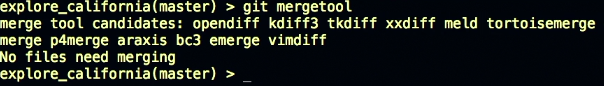 explore_california(master) > git mergetool
merge tool candidates: opendiff kdiff3 tkdiff xxdiff meld tortoisemerge
merge p4merge araxis bc3 emerge vimdiff
No files need merging
explore_california(master) > _